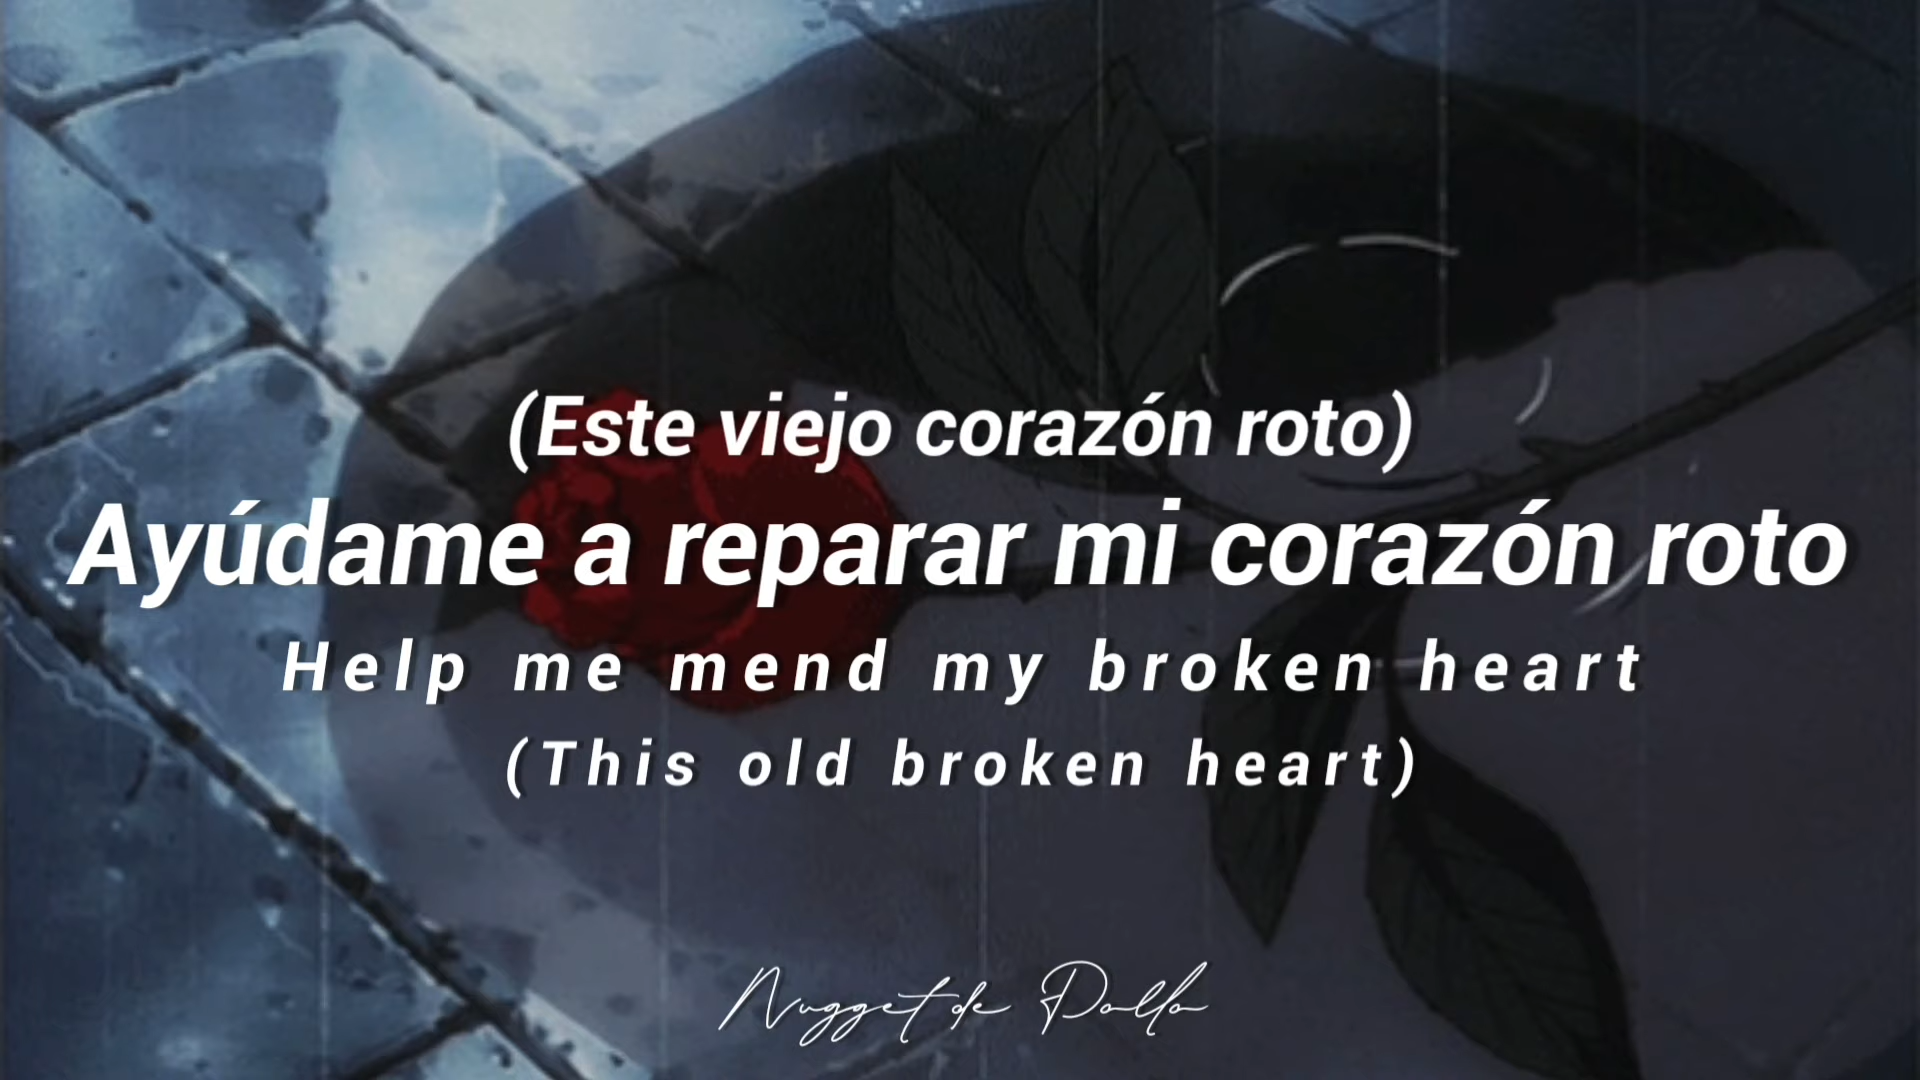 (Este viejo corazón roto)
Ayúdame a reparar mi corazón roto
Help me mend my broken heart
(This old broken heart)
Nugget de Pollo